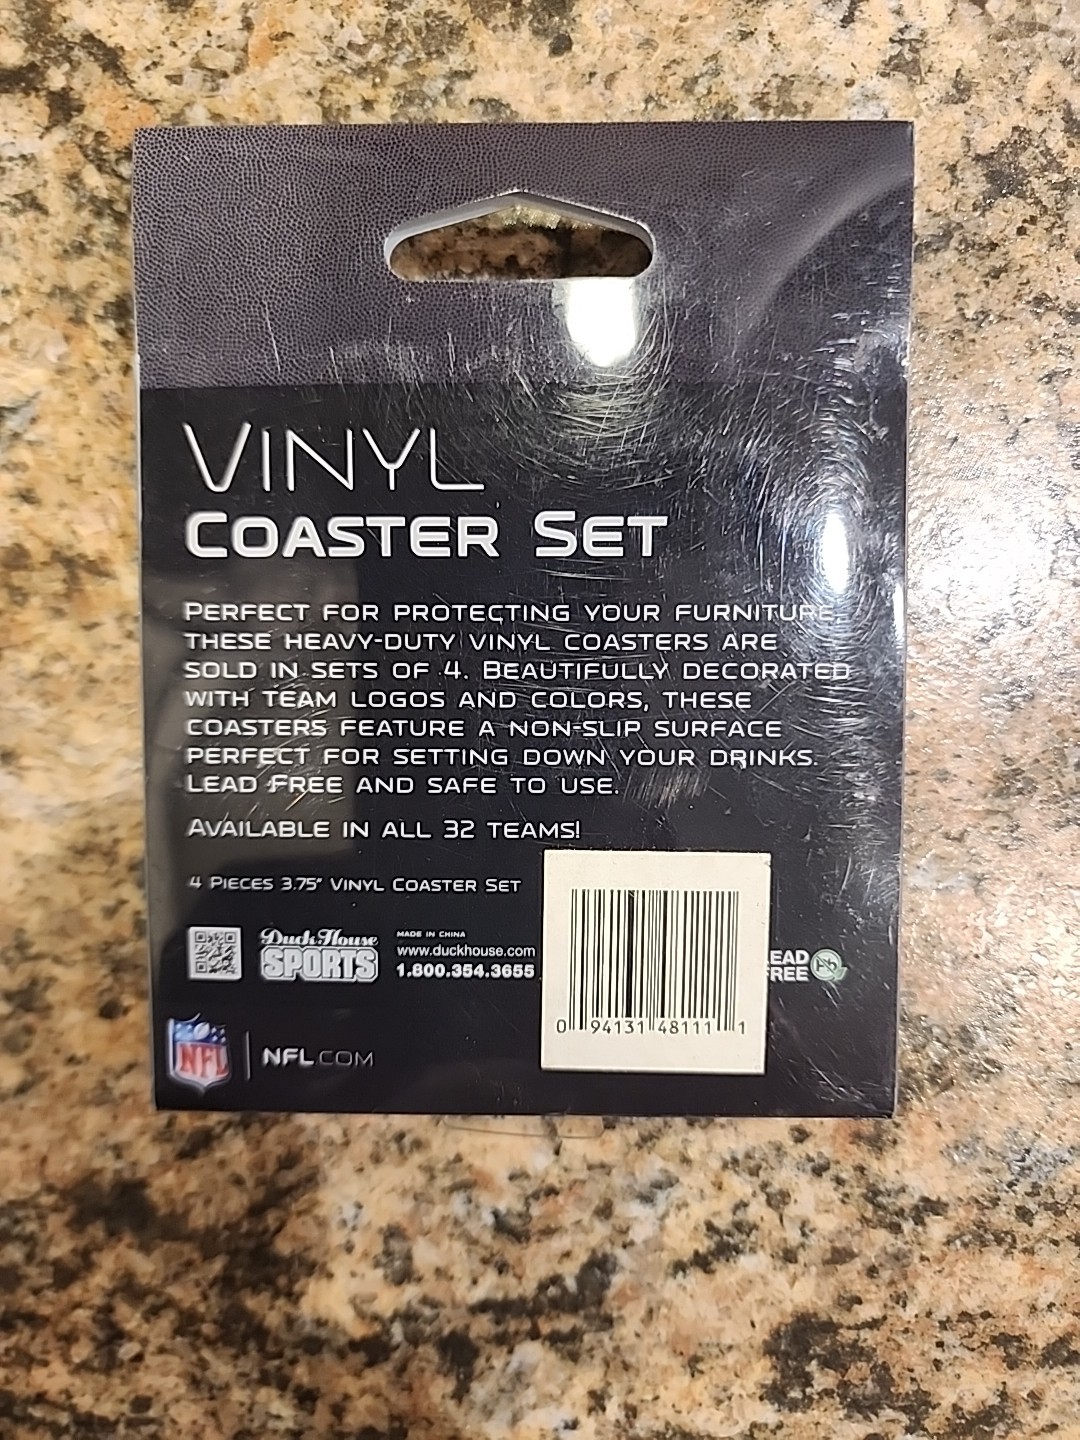 VINYL
COASTER SET
PERFECT FOR PROTECTING YOUR FURNITURE,
THESE HEAVY-DUTY VINYL COASTERS ARE
SOLD IN SETS OF 4. BEAUTIFULLY DECORATED
WITH TEAM LOGOS AND COLORS, THESE
COASTERS FEATURE A NON-SLIP SURFACE
PERFECT FOR SETTING DOWN YOUR DRINKS.
LEAD FREE AND SAFE TO USE.
AVAILABLE IN ALL 32 TEAMS!
4 PIECES 3.75" VINYL COASTER SET
Duck House
SPORTS
MADE IN CHINA
www.duckhouse.com
1.800.354.3655
LEAD
FREE
Pb
0 94131 48111 1
NFL
NFL.COM